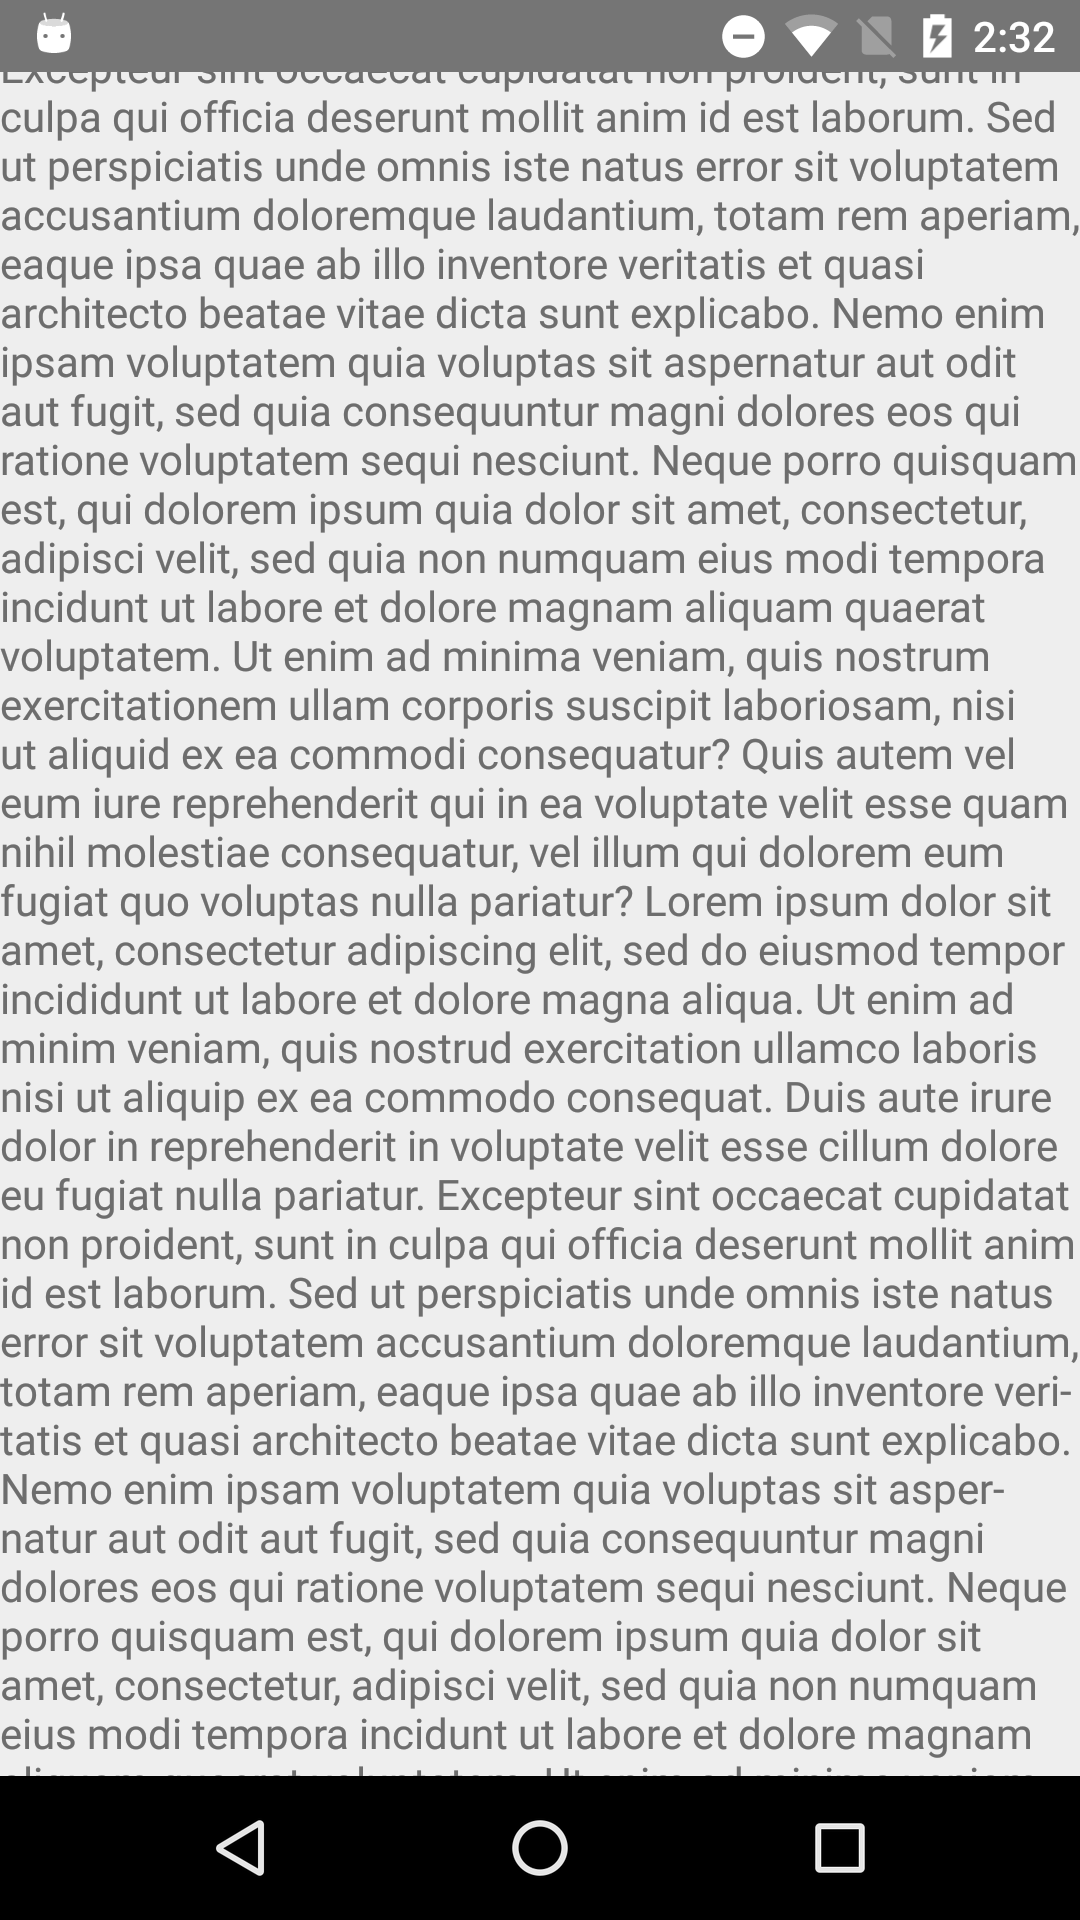 2:32
Excepteur sint occaecat cupidatat non proident, sunt in
culpa qui officia deserunt mollit anim id est laborum. Sed
ut perspiciatis unde omnis iste natus error sit voluptatem
accusantium doloremque laudantium, totam rem aperiam,
eaque ipsa quae ab illo inventore veritatis et quasi
architecto beatae vitae dicta sunt explicabo. Nemo enim
ipsam voluptatem quia voluptas sit aspernatur aut odit
aut fugit, sed quia consequuntur magni dolores eos qui
ratione voluptatem sequi nesciunt. Neque porro quisquam
est, qui dolorem ipsum quia dolor sit amet, consectetur,
adipisci velit, sed quia non numquam eius modi tempora
incidunt ut labore et dolore magnam aliquam quaerat
voluptatem. Ut enim ad minima veniam, quis nostrum
exercitationem ullam corporis suscipit laboriosam, nisi
ut aliquid ex ea commodi consequatur? Quis autem vel
eum iure reprehenderit qui in ea voluptate velit esse quam
nihil molestiae consequatur, vel illum qui dolorem eum
fugiat quo voluptas nulla pariatur? Lorem ipsum dolor sit
amet, consectetur adipiscing elit, sed do eiusmod tempor
incididunt ut labore et dolore magna aliqua. Ut enim ad
minim veniam, quis nostrud exercitation ullamco laboris
nisi ut aliquip ex ea commodo consequat. Duis aute irure
dolor in reprehenderit in voluptate velit esse cillum dolore
eu fugiat nulla pariatur. Excepteur sint occaecat cupidatat
non proident, sunt in culpa qui officia deserunt mollit anim
id est laborum. Sed ut perspiciatis unde omnis iste natus
error sit voluptatem accusantium doloremque laudantium,
totam rem aperiam, eaque ipsa quae ab illo inventore veri-
tatis et quasi architecto beatae vitae dicta sunt explicabo.
Nemo enim ipsam voluptatem quia voluptas sit asper-
natur aut odit aut fugit, sed quia consequuntur magni
dolores eos qui ratione voluptatem sequi nesciunt. Neque
porro quisquam est, qui dolorem ipsum quia dolor sit
amet, consectetur, adipisci velit, sed quia non numquam
eius modi tempora incidunt ut labore et dolore magnam